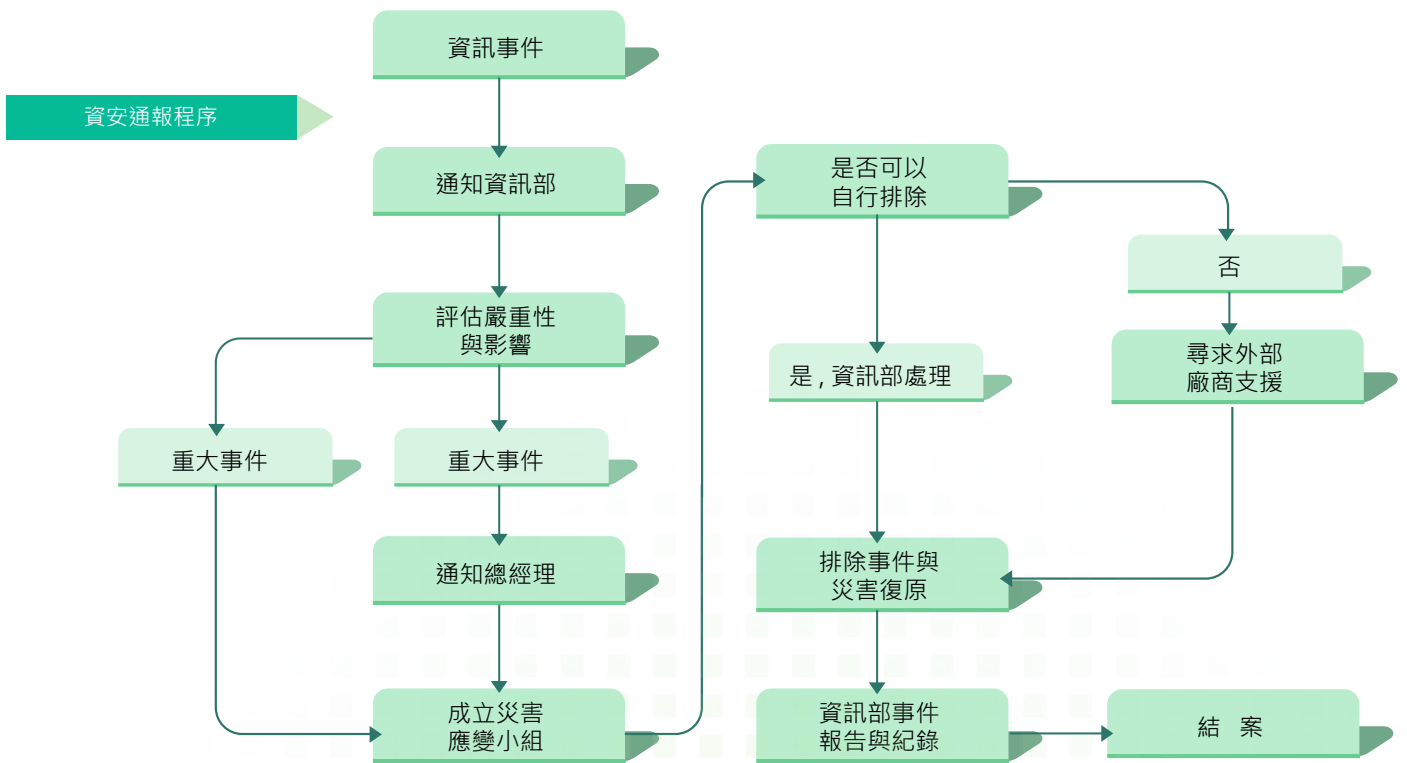 資安通報程序
資訊事件
通知資訊部
評估嚴重性
與影響
重大事件
重大事件
通知總經理
成立災害
應變小組
是否可以
自行排除
否
是 , 資訊部處理
尋求外部
廠商支援
排除事件與
災害復原
資訊部事件
報告與紀錄
結 案